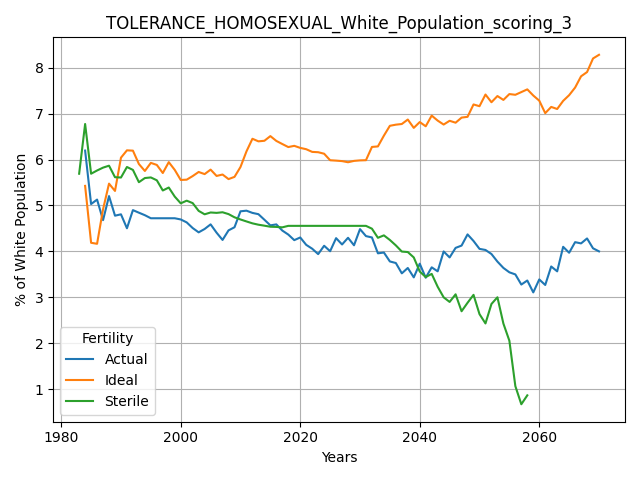 TOLERANCE_HOMOSEXUAL_White_Population_scoring_3
% of White Population
8
7
6
5
4
3
2
1
Fertility
Actual
Ideal
Sterile
1980 2000 2020 2040 2060
Years